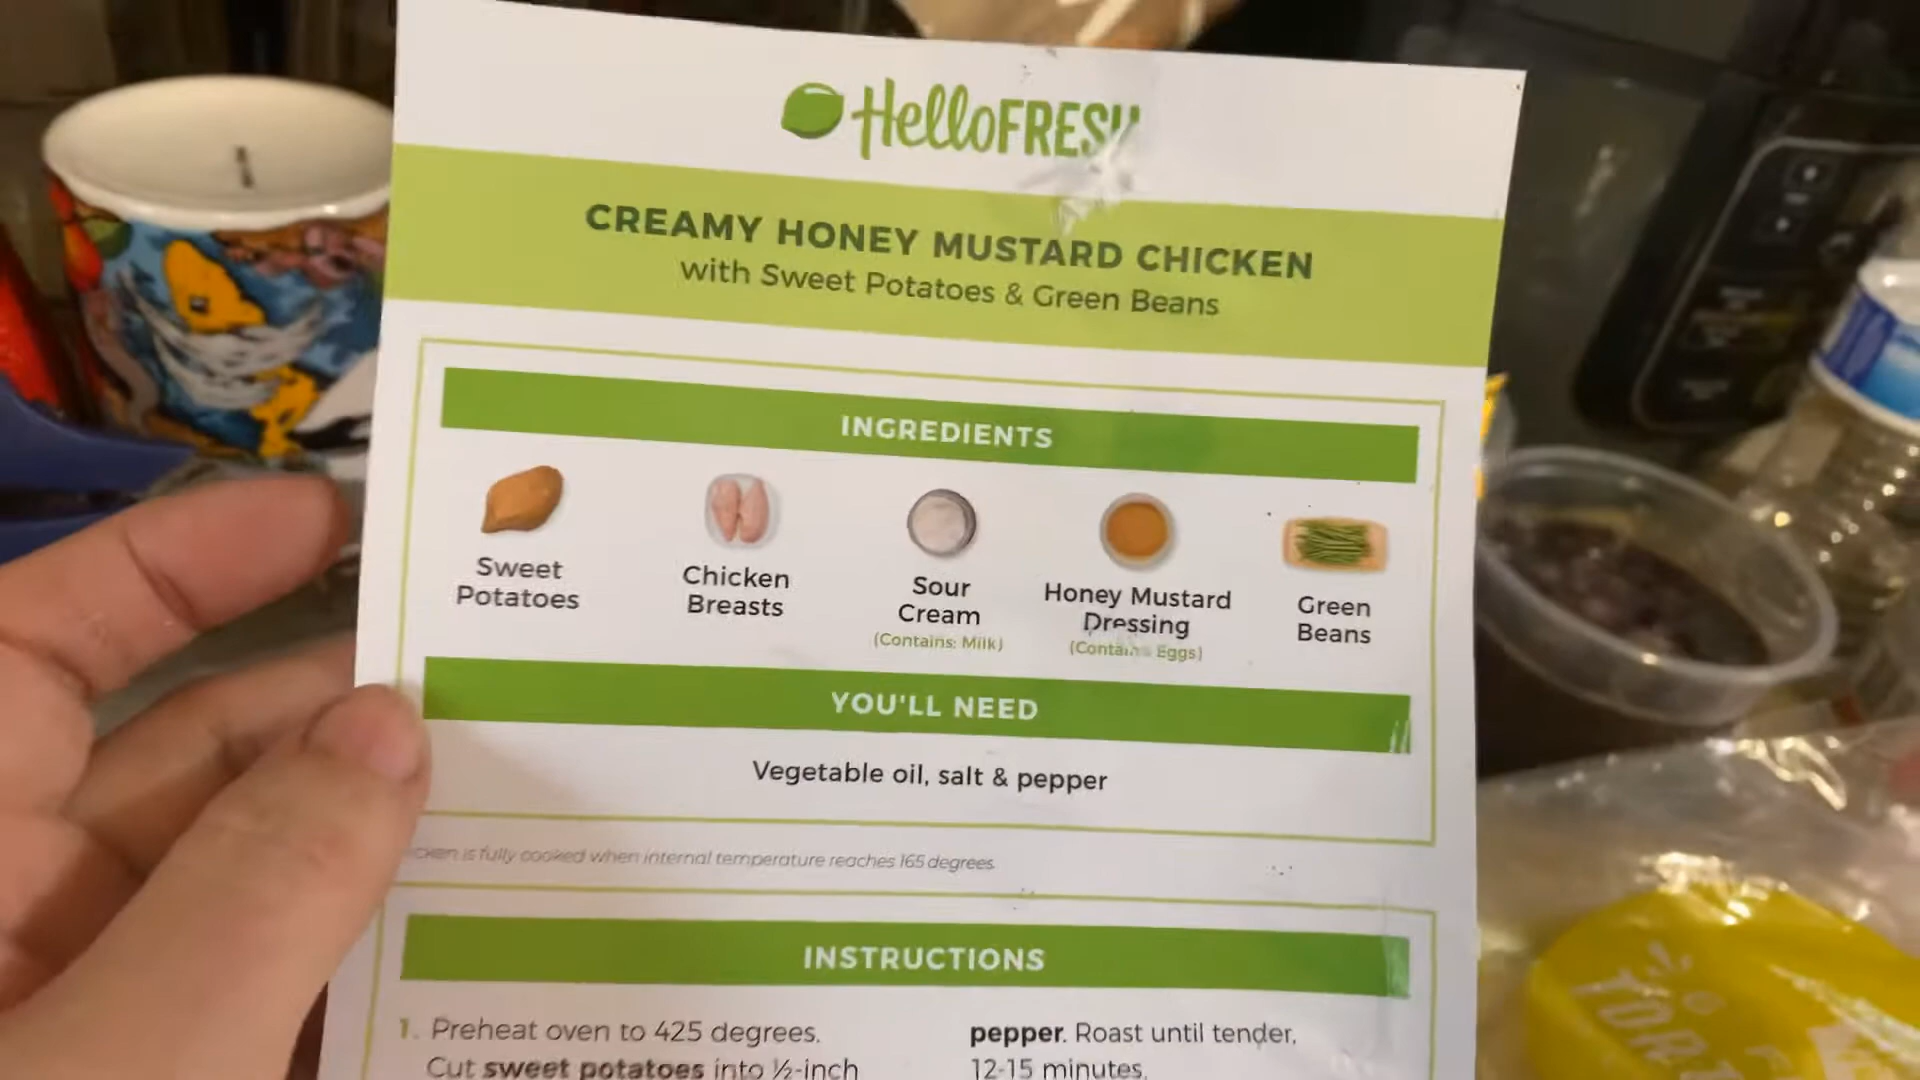 HelloFRESH
CREAMY HONEY MUSTARD CHICKEN
with Sweet Potatoes & Green Beans
INGREDIENTS
Sweet
Potatoes
Chicken
Breasts
Sour
Cream
(Contains: Milk)
Honey Mustard
Dressing
(Contains Eggs)
Green
Beans
YOU'LL NEED
Vegetable oil, salt & pepper
is fully cooked when internal temperature reaches 165 degrees.
INSTRUCTIONS
1. Preheat oven to 425 degrees.
Cut sweet potatoes into ½-inch
pepper. Roast until tender,
12-15 minutes.